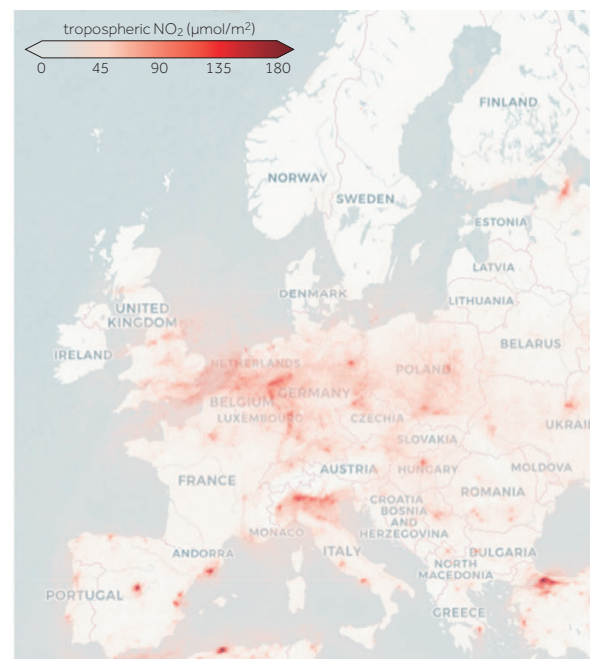 tropospheric NO₂ (μmol/m²)
0 45 90 135 180
FINLAND
NORWAY
SWEDEN
ESTONIA
LATVIA
DENMARK
LITHUANIA
UNITED
KINGDOM
BELARUS
IRELAND
NETHERLANDS
POLAND
GERMANY
BELGIUM
LUXEMBOURG
CZECHIA
UKRAI
SLOVAKIA
AUSTRIA
HUNGARY
MOLDOVA
FRANCE
ROMANIA
CROATIA
BOSNIA
AND
HERZEGOVINA
MONACO
ANDORRA
ITALY
BULGARIA
NORTH
MACEDONIA
PORTUGAL
GREECE